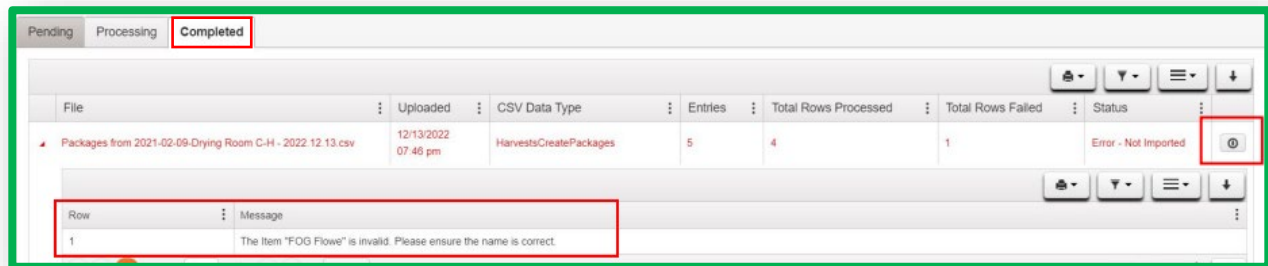 Pending Processing Completed
File Uploaded CSV Data Type Entries Total Rows Processed Total Rows Failed Status
Packages from 2021-02-09-Drying Room C-H - 2022.12.13.csv 12/13/2022 07:46 pm HarvestsCreatePackages 5 4 1 Error - Not Imported
Row Message
1 The Item "FOG Flowe" is invalid. Please ensure the name is correct.